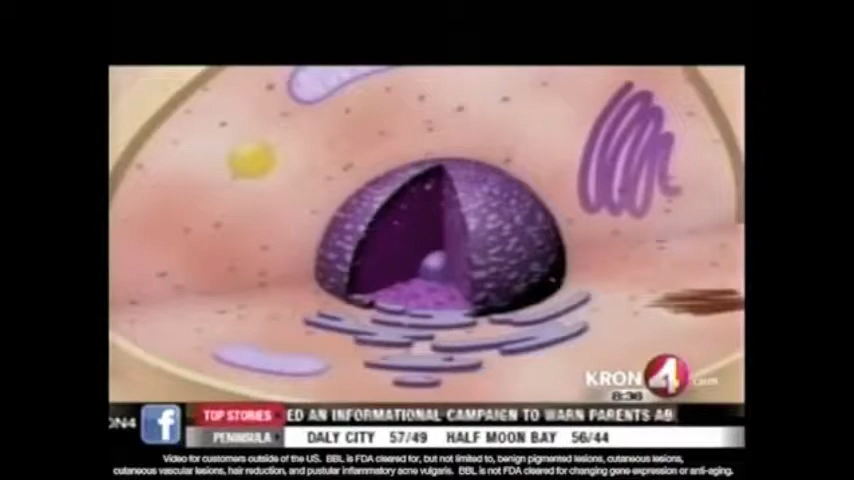 KRON 4.com
8:36
ON4 f TOP STORIES ED AN INFORMATIONAL CAMPAIGN TO WARN PARENTS AB
PENINSULA DALY CITY 57/49 HALF MOON BAY 56/44
Video for customers outside of the US. BBL is FDA cleared for, but not limited to, benign pigmented lesions, cutaneous lesions,
cutaneous vascular lesions, hair reduction, and pustular inflammatory acne vulgaris. BBL is not FDA cleared for changing gene expression or anti-aging.